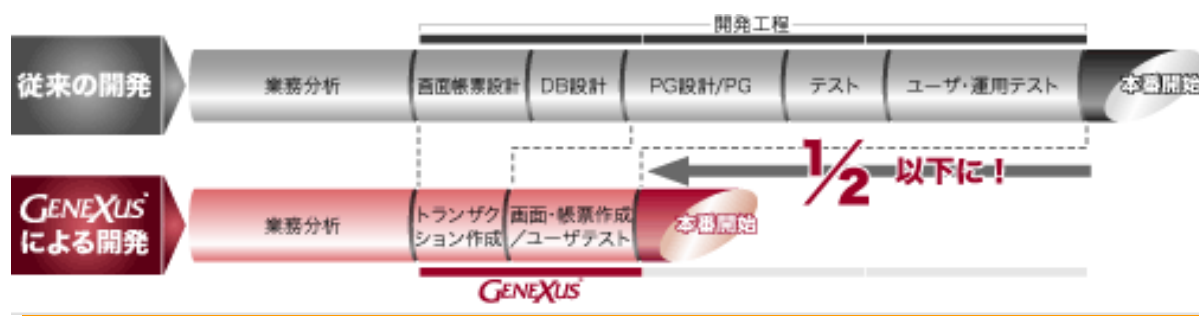 開発工程
従来の開発
業務分析
画面帳票設計
DB設計
PG設計/PG
テスト
ユーザ・運用テスト
本番開始
1/2 以下に！
GENEXUS
による開発
業務分析
トランザク
ション作成
画面・帳票作成
/ユーザテスト
本番開始
GENEXUS